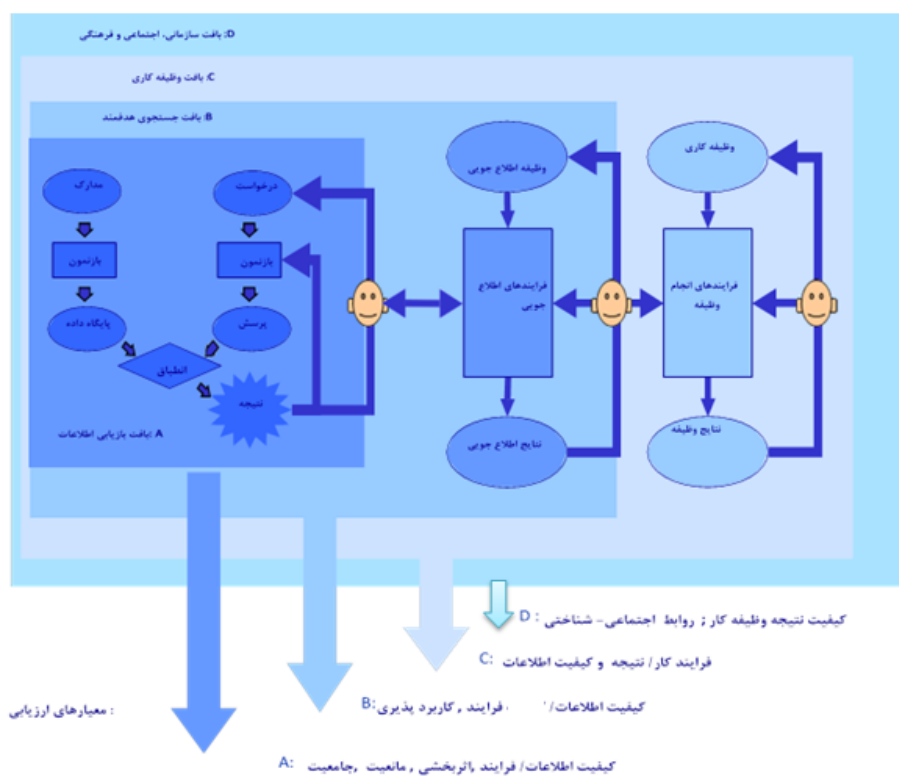 D: بافت سازمانی، اجتماعی و فرهنگی
C: بافت وظیفه کاری
B: بافت جستجوی هدفمند
مدارک
درخواست
وظیفه اطلاع جویی
وظیفه کاری
بازنمون
بازنمون
فرایندهای اطلاع جویی
فرایندهای انجام وظیفه
پایگاه داده
پرسش
انطباق
نتیجه
نتایج اطلاع جویی
نتایج وظیفه
A: بافت بازیابی اطلاعات
D: کیفیت نتیجه وظیفه کار ; روابط اجتماعی- شناختی
C: فرایند کار/ نتیجه و کیفیت اطلاعات
B: کیفیت اطلاعات/ فرایند , کاربرد پذیری
معیارهای ارزیابی :
A: کیفیت اطلاعات/ فرایند ,اثربخشی , مانعیت ,جامعیت